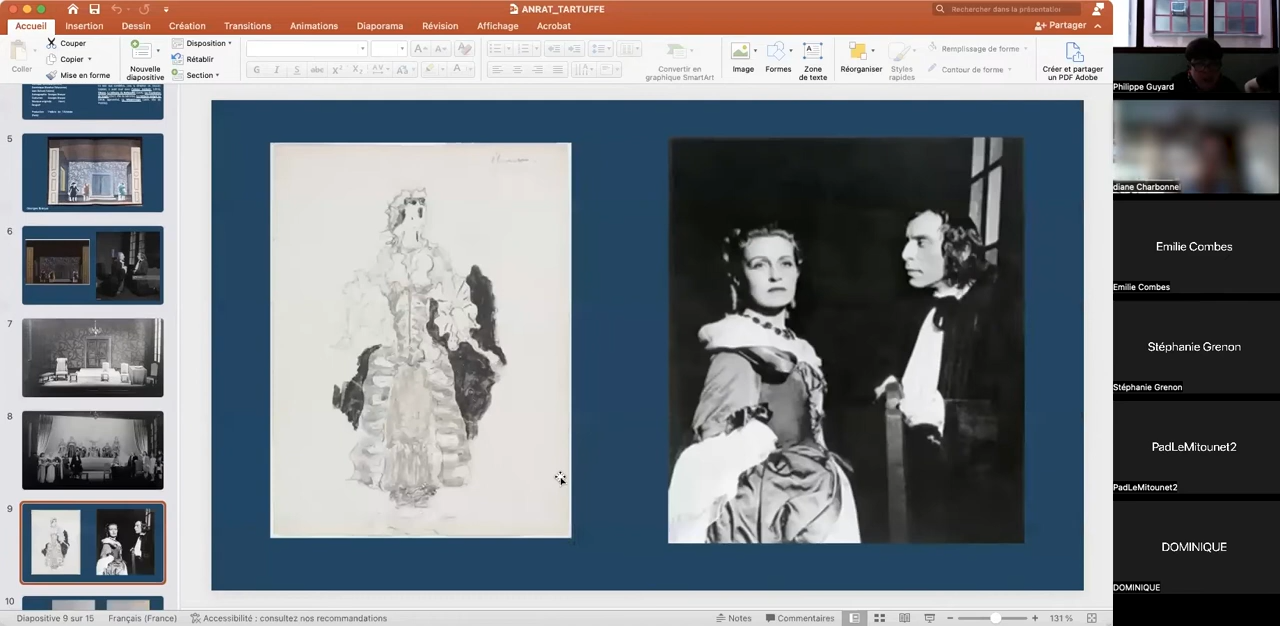 ANRAT_TARTUFFE
Rechercher dans la présentation
Accueil
Insertion
Dessin
Création
Transitions
Animations
Diaporama
Révision
Affichage
Acrobat
Partager
Coller
Couper
Copier
Mise en forme
Nouvelle
diapositive
Disposition
Rétablir
Section
Convertir en
graphique SmartArt
Image
Formes
Zone
de texte
Réorganiser
Styles
rapides
Remplissage de forme
Contour de forme
Créer et partager
un PDF Adobe
5
6
7
8
9
10
Diapositive 9 sur 15
Français (France)
Accessibilité : consultez nos recommandations
Notes
Commentaires
131 %
Philippe Guyard
diane Charbonnel
Emilie Combes
Emilie Combes
Stéphanie Grenon
Stéphanie Grenon
PadLeMitounet2
PadLeMitounet2
DOMINIQUE
DOMINIQUE